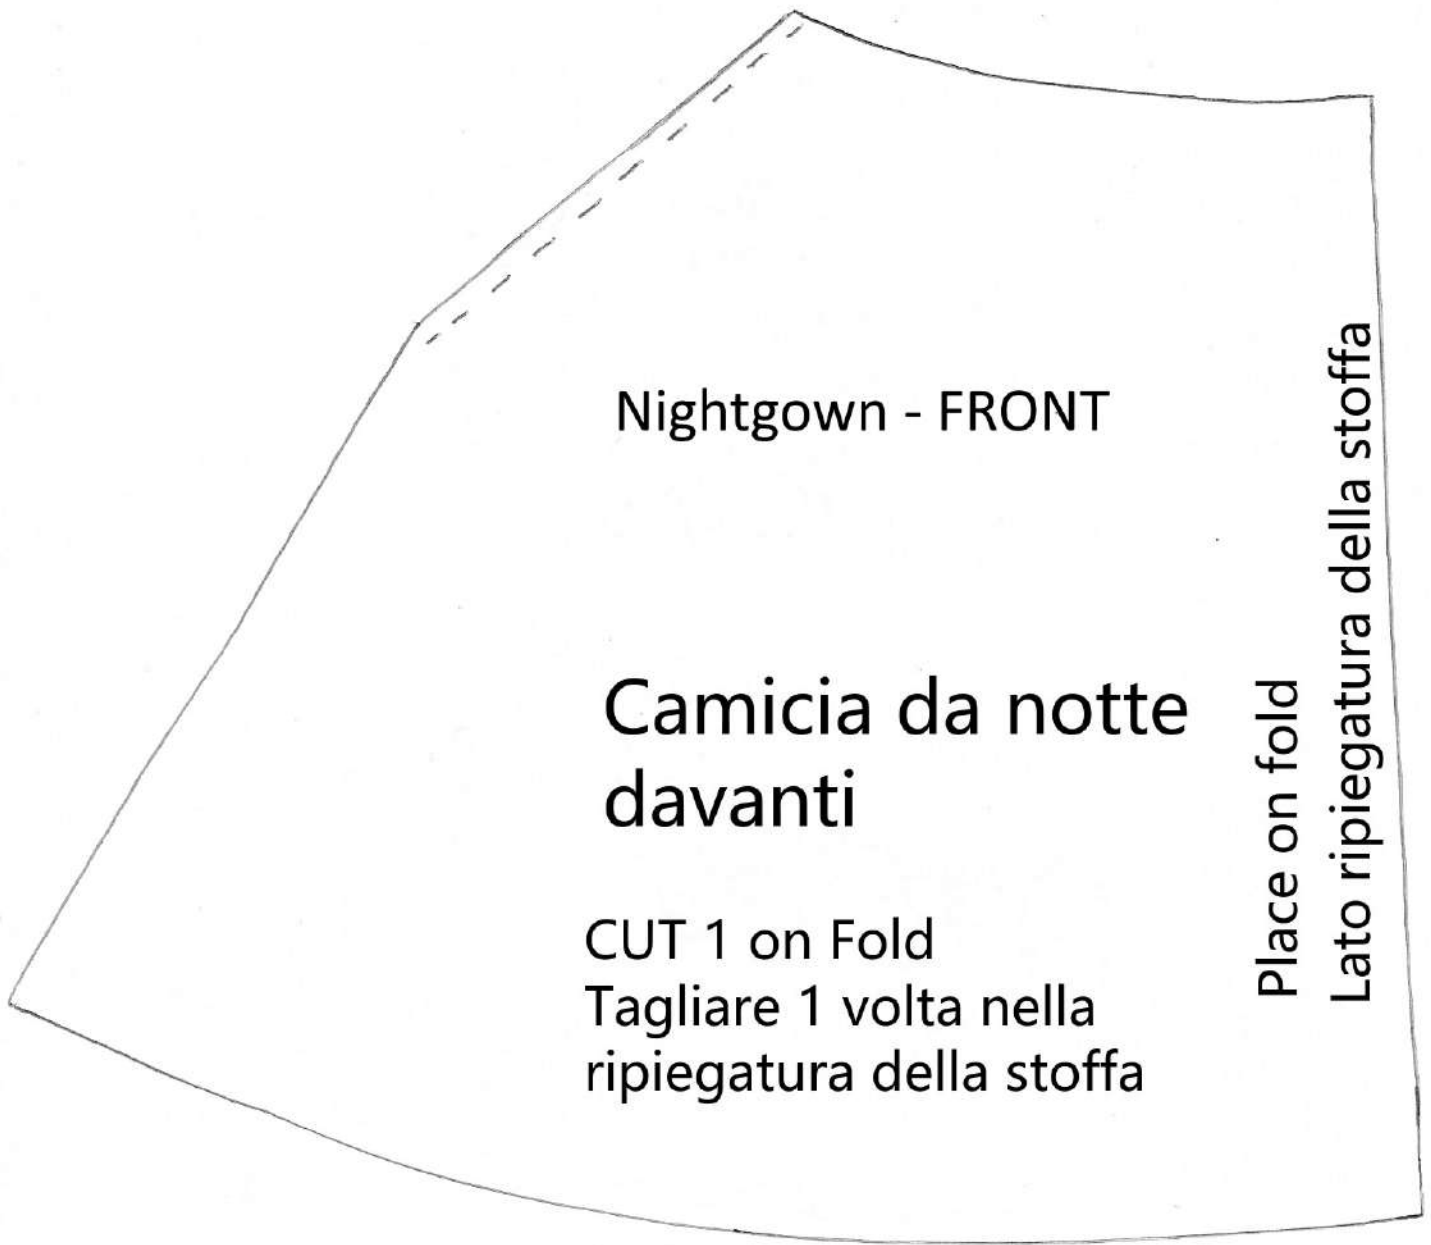 Nightgown - FRONT
Camicia da notte
davanti
CUT 1 on Fold
Tagliare 1 volta nella
ripiegatura della stoffa
Place on fold
Lato ripiegatura della stoffa